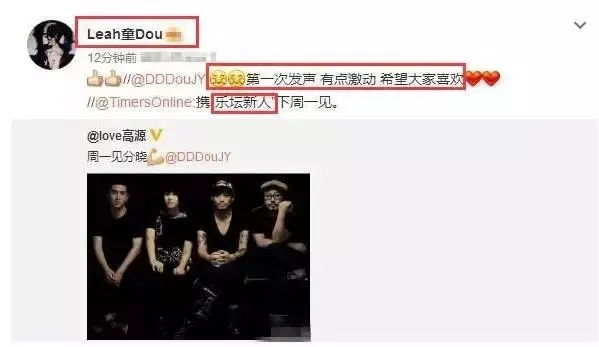 Leah童Dou
12分钟前
//@DDDouJY 第一次发声 有点激动 希望大家喜欢
//@TimersOnline:携"乐坛新人"下周一见。
@love高源
周一见分晓 @DDDouJY